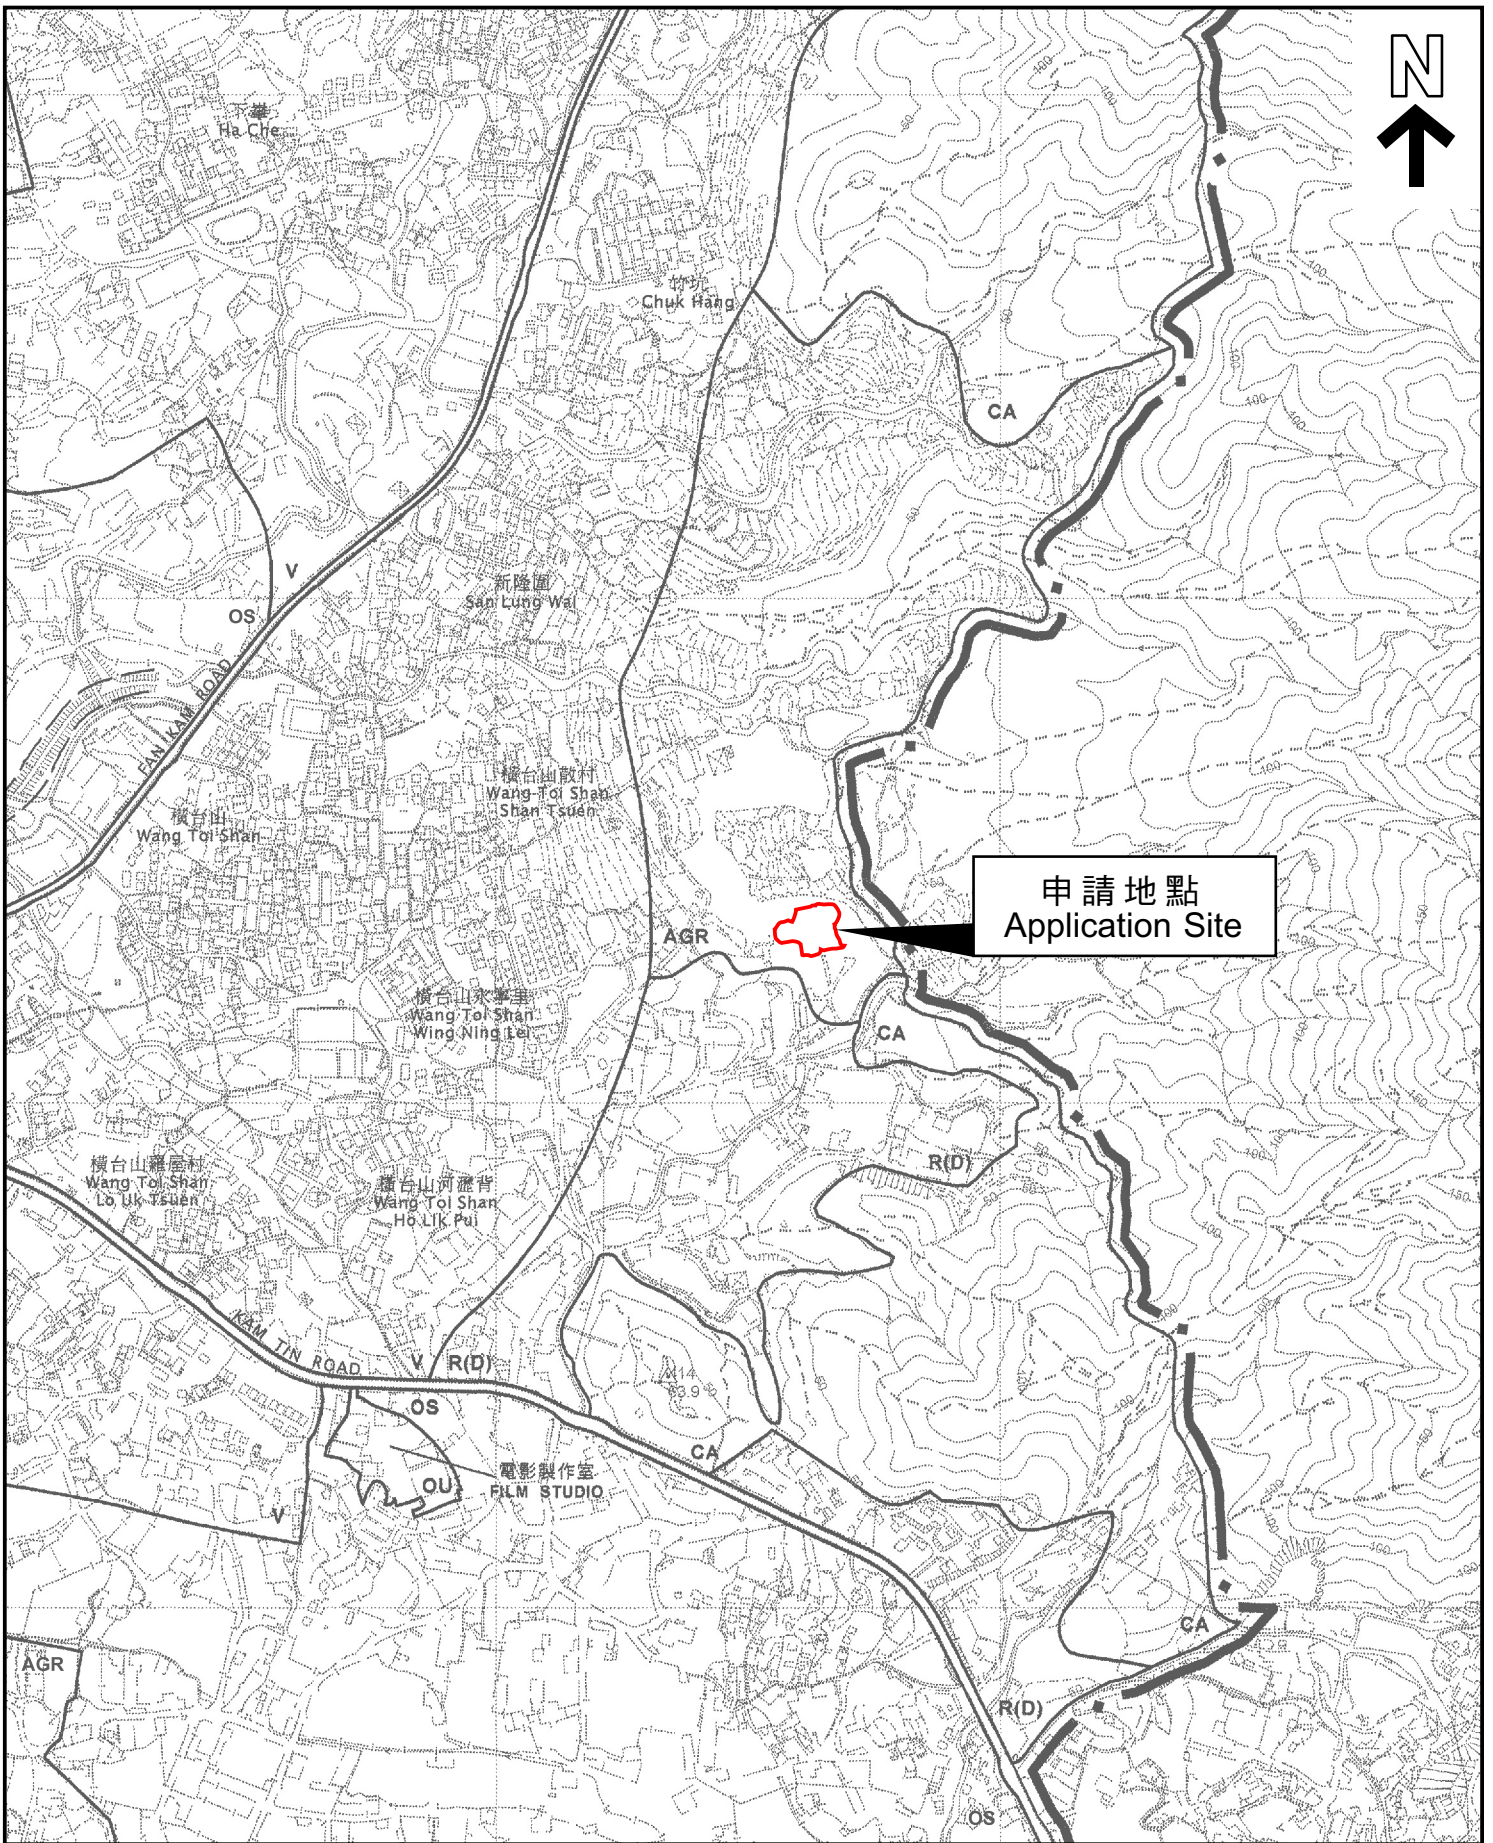 N
下輋
Ha Che
竹坑
Chuk Hang
CA
新隆圍
San Lung Wai
V
OS
FAN KAM ROAD
橫台山散村
Wang Toi Shan
Shan Tsuen
橫台山
Wang Toi Shan
申請地點
Application Site
AGR
橫台山永寧里
Wang Toi Shan
Wing Ning Lei
CA
橫台山羅屋村
Wang Toi Shan
Lo Uk Tsuen
橫台山河瀝背
Wang Toi Shan
Ho Lik Pui
R(D)
KAM TIN ROAD
V
R(D)
OS
CA
電影製作室
FILM STUDIO
OU
V
CA
AGR
R(D)
OS